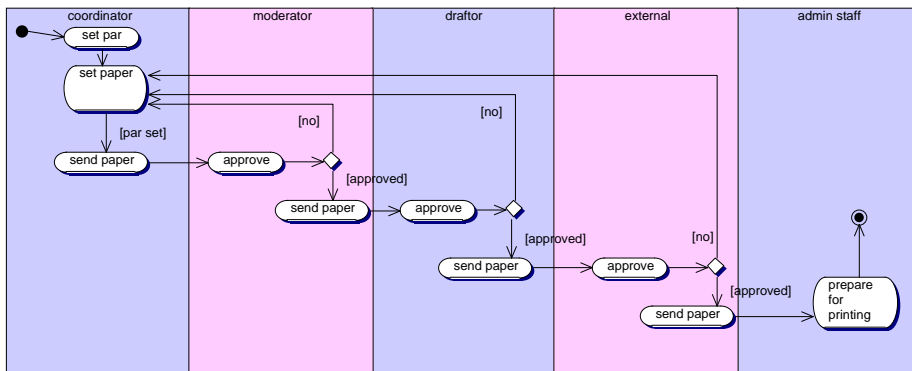 coordinator
moderator
draftor
external
admin staff
set par
set paper
[no]
[no]
[par set]
send paper
approve
[approved]
send paper
approve
[no]
[approved]
send paper
approve
[approved]
send paper
prepare
for
printing